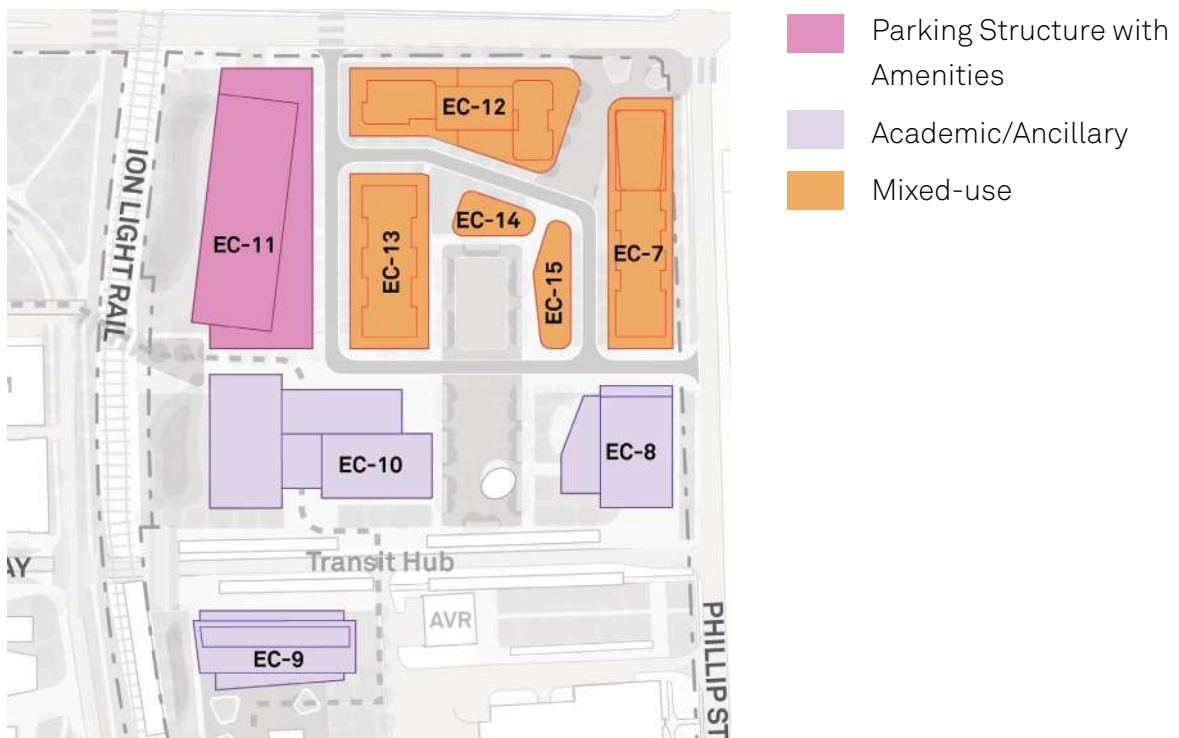 Parking Structure with
Amenities
Academic/Ancillary
Mixed-use
EC-12
EC-14
EC-11
EC-13
EC-15
EC-7
ION LIGHT RAIL
EC-10
EC-8
Transit Hub
AY
AVR
EC-9
PHILLIP ST